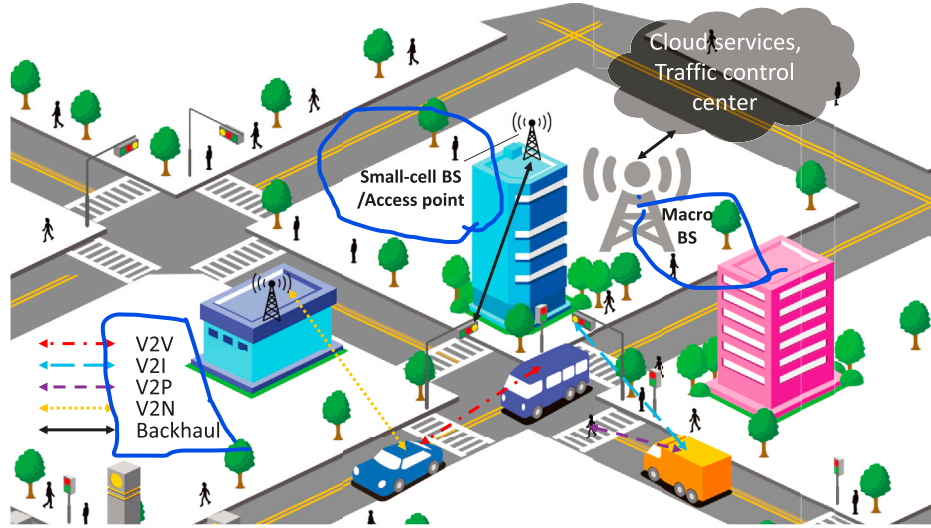 Cloud services,
Traffic control
center
Small-cell BS
/Access point
Macro
BS
V2V
V2I
V2P
V2N
Backhaul